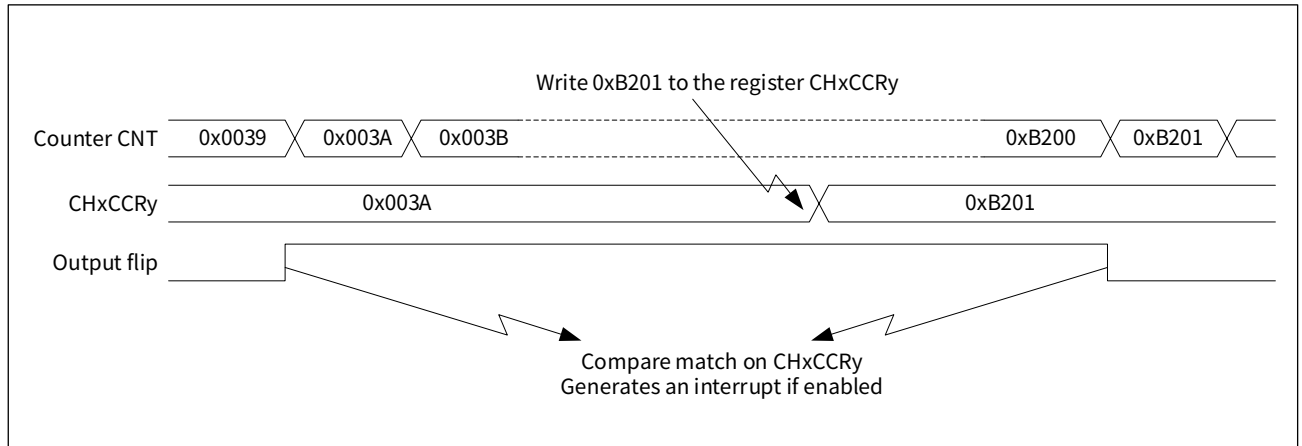 Write 0xB201 to the register CHxCCRy
Counter CNT 0x0039 0x003A 0x003B 0xB200 0xB201
CHxCCRy 0x003A 0xB201
Output flip
Compare match on CHxCCRy
Generates an interrupt if enabled